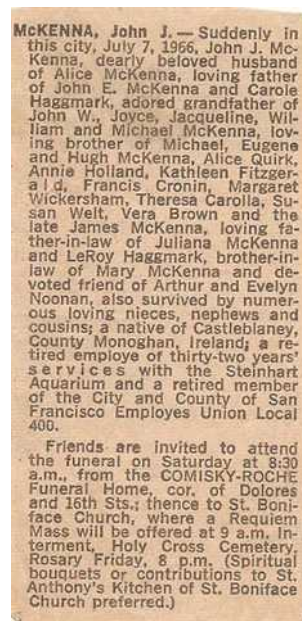 McKENNA, John J. — Suddenly in
this city, July 7, 1966, John J. Mc-
Kenna, dearly beloved husband
of Alice McKenna, loving father
of John E. McKenna and Carole
Haggmark, adored grandfather of
John W., Joyce, Jacqueline, Wil-
liam and Michael McKenna, lov-
ing brother of Michael, Eugene
and Hugh McKenna, Alice Quirk,
Annie Holland, Kathleen Fitzger-
ald, Francis Cronin, Margaret
Wickersham, Theresa Carolla, Su-
san Welt, Vera Brown and the
late James McKenna, loving fa-
ther-in-law of Juliana McKenna
and LeRoy Haggmark, brother-in-
law of Mary McKenna and de-
voted friend of Arthur and Evelyn
Noonan, also survived by numer-
ous loving nieces, nephews and
cousins; a native of Castleblaney,
County Monoghan, Ireland; a re-
tired employe of thirty-two years'
services with the Steinhart
Aquarium and a retired member
of the City and County of San
Francisco Employes Union Local
400.
Friends are invited to attend
the funeral on Saturday at 8:30
a.m., from the COMISKY-ROCHE
Funeral Home, cor. of Dolores
and 16th Sts.; thence to St. Boni-
face Church, where a Requiem
Mass will be offered at 9 a.m. In-
terment, Holy Cross Cemetery.
Rosary Friday, 8 p.m. (Spiritual
bouquets or contributions to St.
Anthony's Kitchen of St. Boniface
Church preferred.)